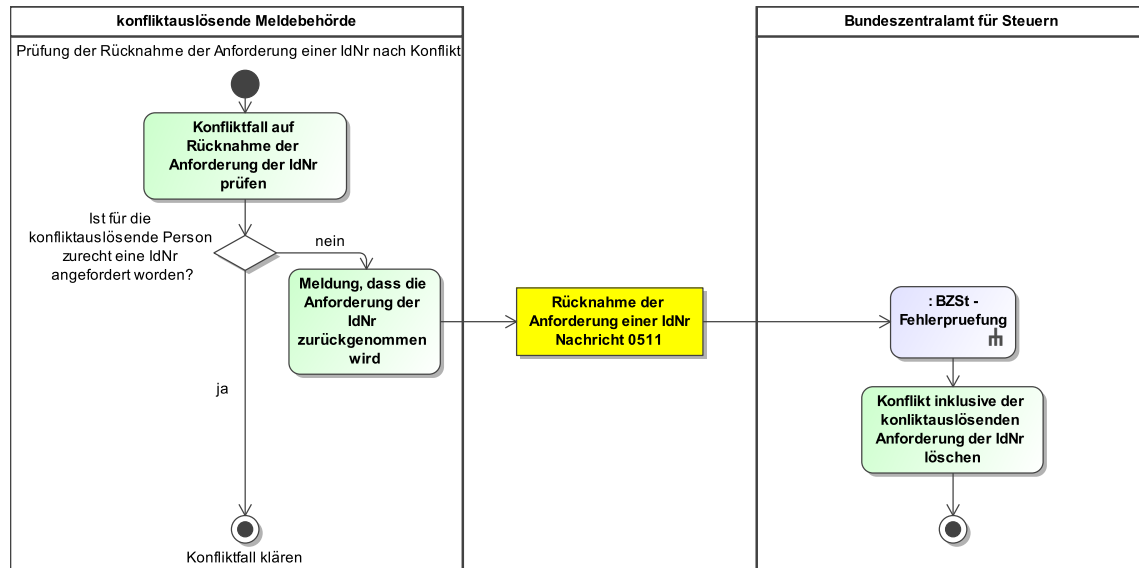 konfliktauslösende Meldebehörde
Bundeszentralamt für Steuern
Prüfung der Rücknahme der Anforderung einer IdNr nach Konflikt
Konfliktfall auf
Rücknahme der
Anforderung der IdNr
prüfen
Ist für die
konfliktauslösende Person
zurecht eine IdNr
angefordert worden?
nein
Meldung, dass die
Anforderung der
IdNr
zurückgenommen
wird
Rücknahme der
Anforderung einer IdNr
Nachricht 0511
: BZSt -
Fehlerpruefung
ja
Konflikt inklusive der
konliktauslösenden
Anforderung der IdNr
löschen
Konfliktfall klären